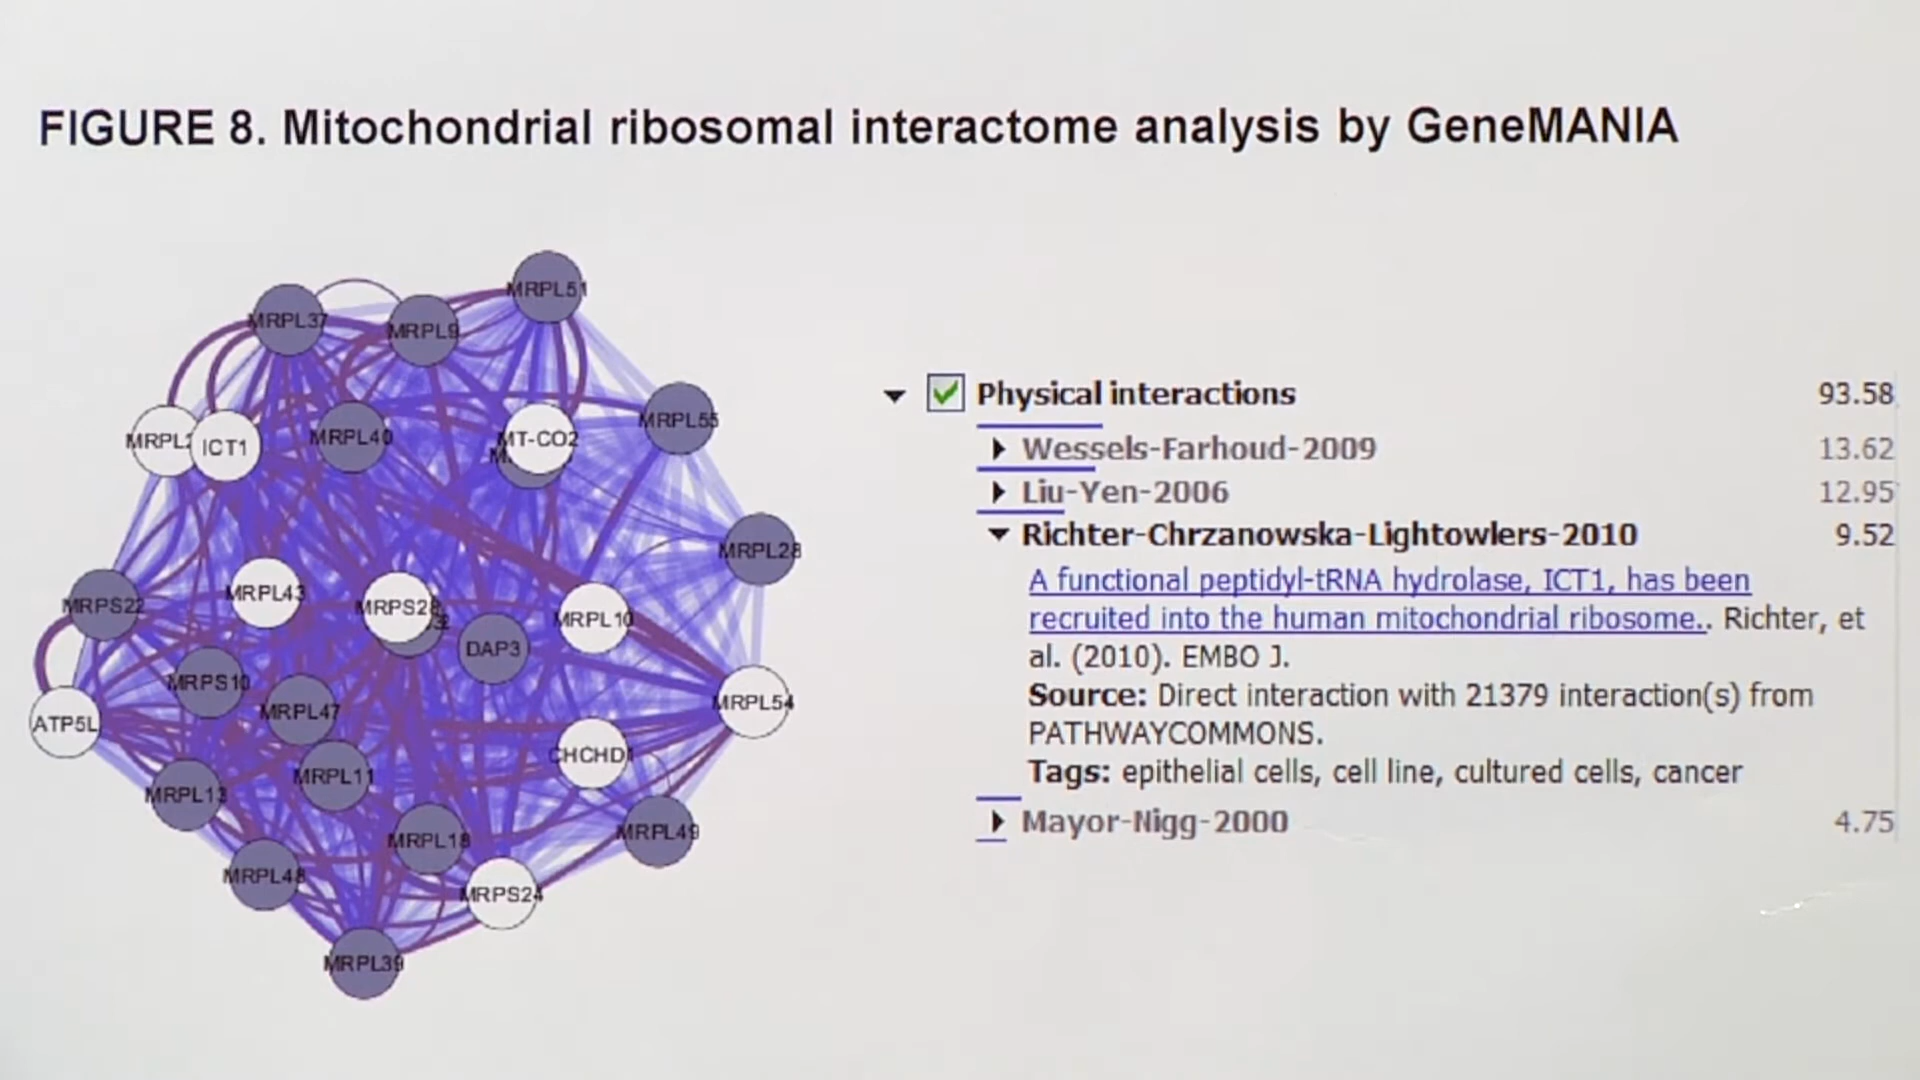 FIGURE 8. Mitochondrial ribosomal interactome analysis by GeneMANIA
MRPL51
MRPL37
MRPL9
MRPL55
ICT1
MRPL40
MT-CO2
MRPL28
MRPS22
MRPL43
MRPS28
MRPL10
DAP3
MRPS10
MRPL47
MRPL54
ATP5L
CHCHD1
MRPL11
MRPL13
MRPL18
MRPL49
MRPL48
MRPS24
MRPL39
Physical interactions 93.58
Wessels-Farhoud-2009 13.62
Liu-Yen-2006 12.95
Richter-Chrzanowska-Lightowlers-2010 9.52
A functional peptidyl-tRNA hydrolase, ICT1, has been
recruited into the human mitochondrial ribosome.. Richter, et
al. (2010). EMBO J.
Source: Direct interaction with 21379 interaction(s) from
PATHWAYCOMMONS.
Tags: epithelial cells, cell line, cultured cells, cancer
Mayor-Nigg-2000 4.75